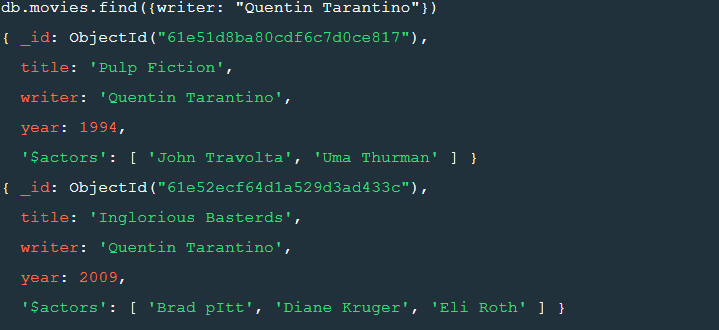 db.movies.find({writer: "Quentin Tarantino"})
{ _id: ObjectId("61e51d8ba80cdf6c7d0ce817"),
title: 'Pulp Fiction',
writer: 'Quentin Tarantino',
year: 1994,
'$actors': [ 'John Travolta', 'Uma Thurman' ] }
{ _id: ObjectId("61e52ecf64d1a529d3ad433c"),
title: 'Inglorious Basterds',
writer: 'Quentin Tarantino',
year: 2009,
'$actors': [ 'Brad pItt', 'Diane Kruger', 'Eli Roth' ] }